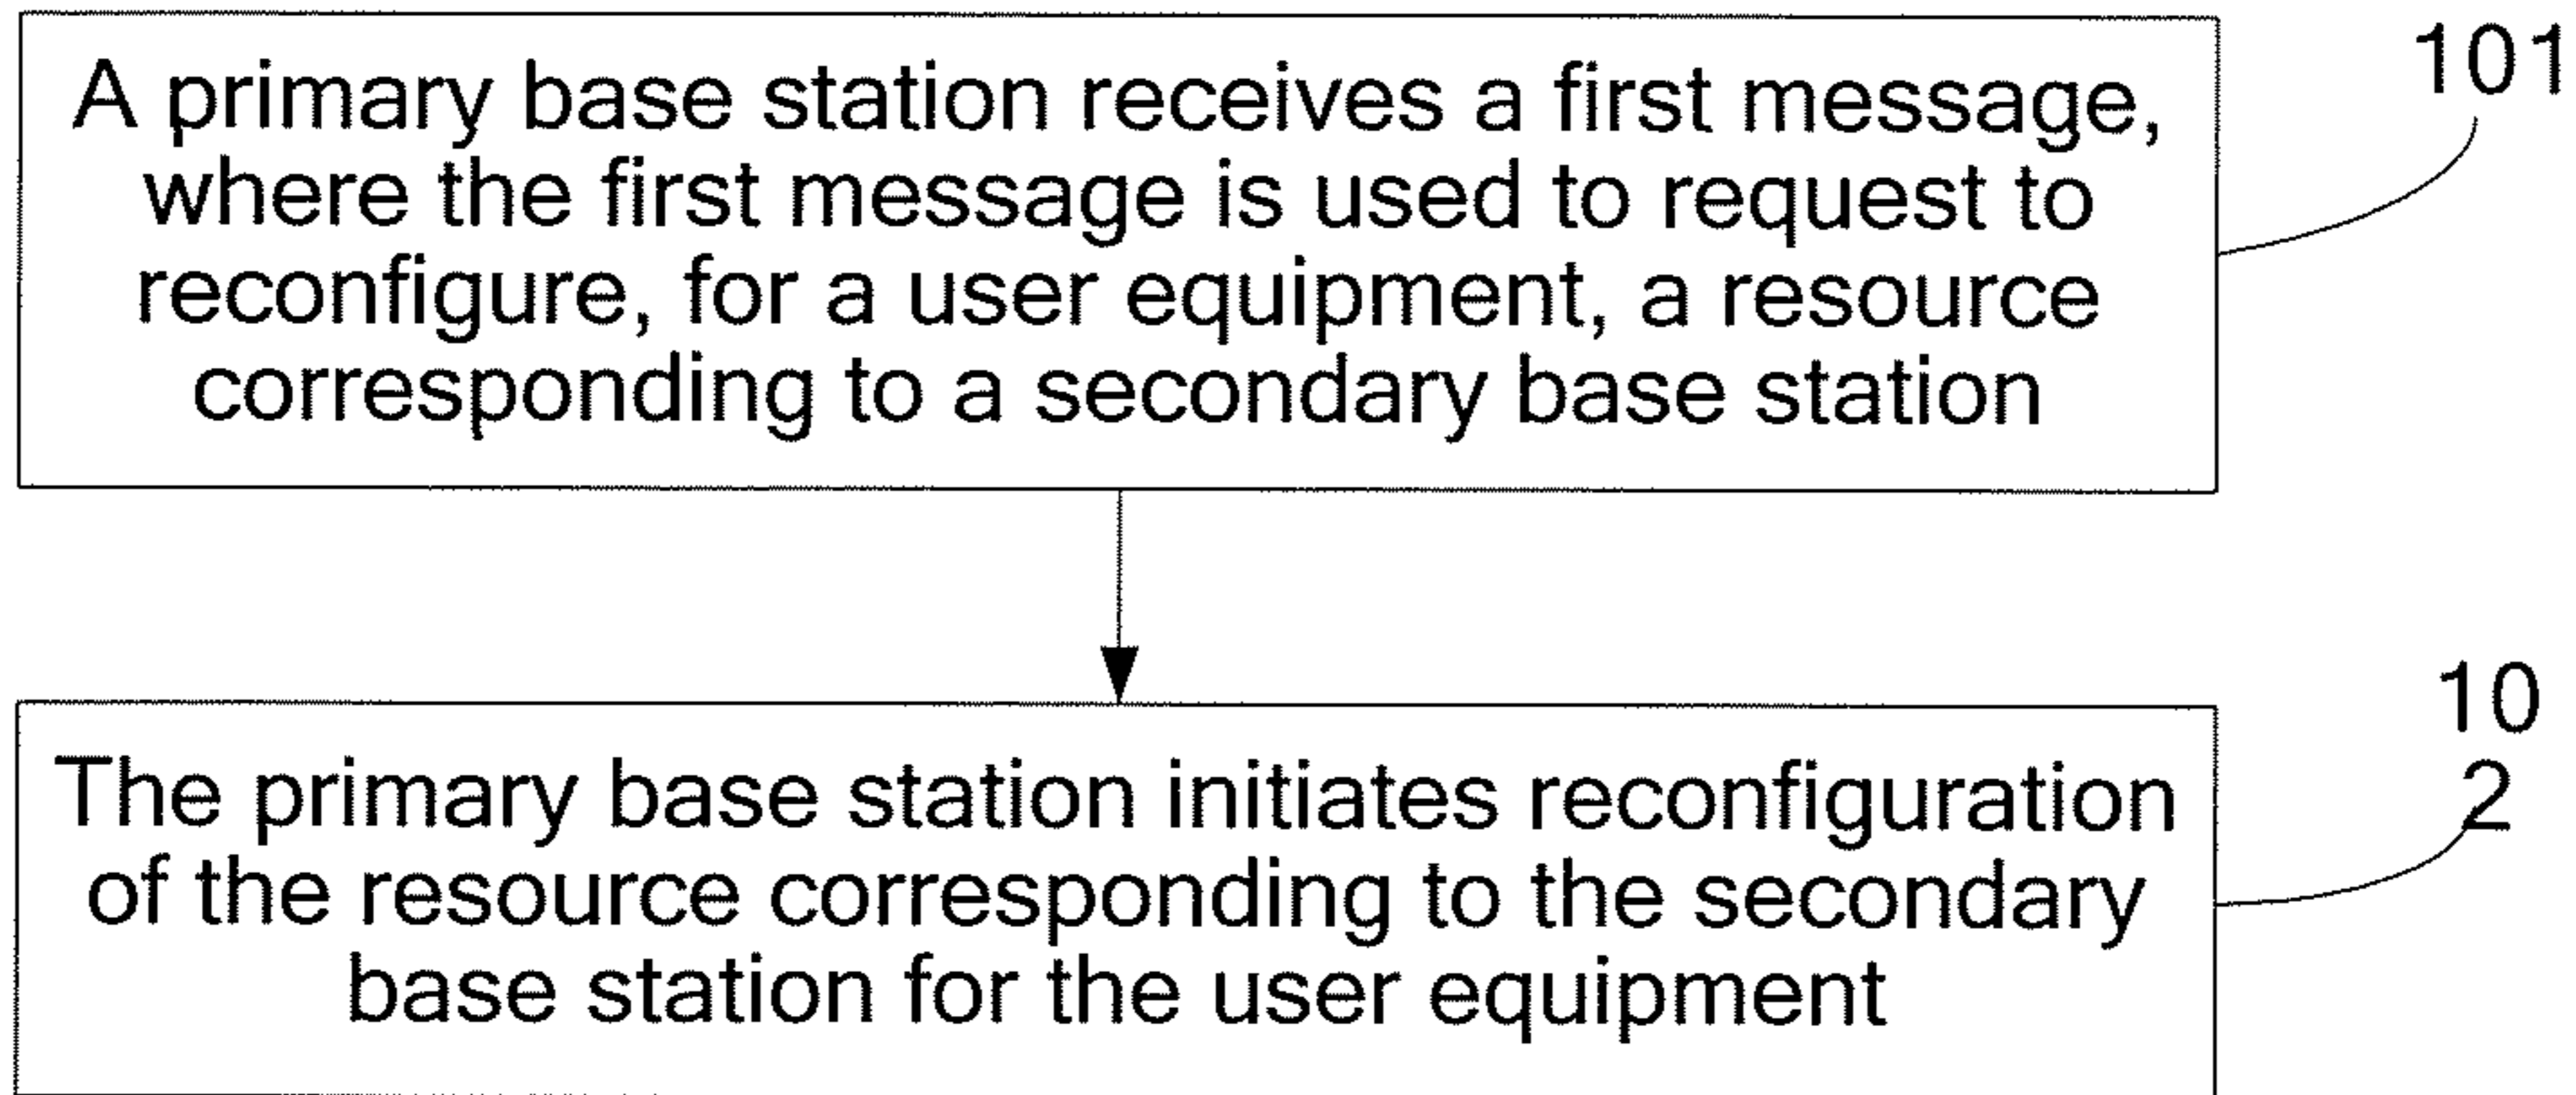 A primary base station receives a first message,
where the first message is used to request to
reconfigure, for a user equipment, a resource
corresponding to a secondary base station
101
The primary base station initiates reconfiguration
of the resource corresponding to the secondary
base station for the user equipment
10
2